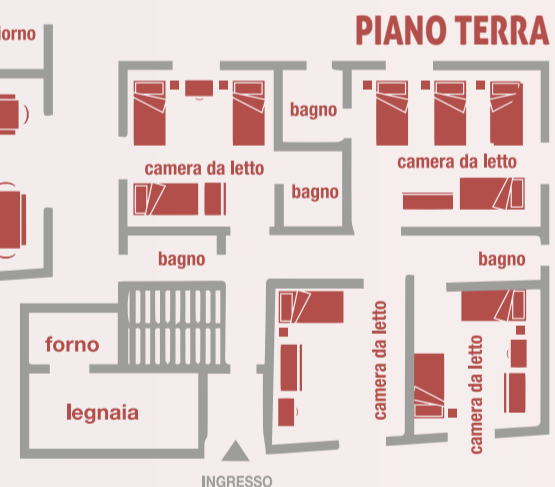 iorno
PIANO TERRA
bagno
camera da letto
camera da letto
bagno
bagno
bagno
forno
legnaia
camera da letto
camera da letto
INGRESSO